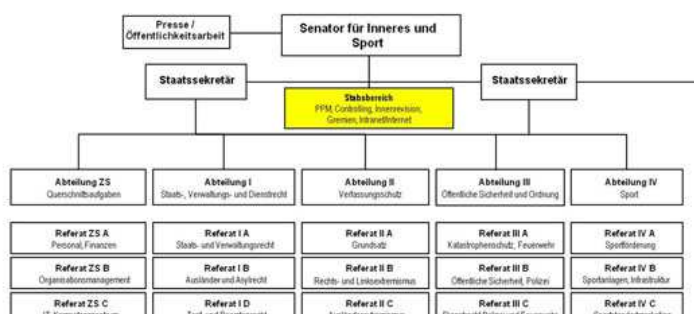 Presse /
Öffentlichkeitsarbeit
Senator für Inneres und
Sport
Staatssekretär
Stabsbereich
PPM, Controlling, Innenrevision,
Gremien, Intranet/Internet
Staatssekretär
Abteilung ZS
Querschnittsaufgaben
Abteilung I
Staats-, Verwaltungs- und Dienstrecht
Abteilung II
Verfassungsschutz
Abteilung III
Öffentliche Sicherheit und Ordnung
Abteilung IV
Sport
Referat ZS A
Personal, Finanzen
Referat I A
Staats- und Verwaltungsrecht
Referat II A
Grundsatz
Referat III A
Katastrophenschutz, Feuerwehr
Referat IV A
Sportförderung
Referat ZS B
Organisationsmanagement
Referat I B
Ausländer und Asylrecht
Referat II B
Rechts- und Linksextremismus
Referat III B
Öffentliche Sicherheit, Polizei
Referat IV B
Sportanlagen, Infrastruktur
Referat ZS C
Referat I D
Referat II C
Referat III C
Referat IV C